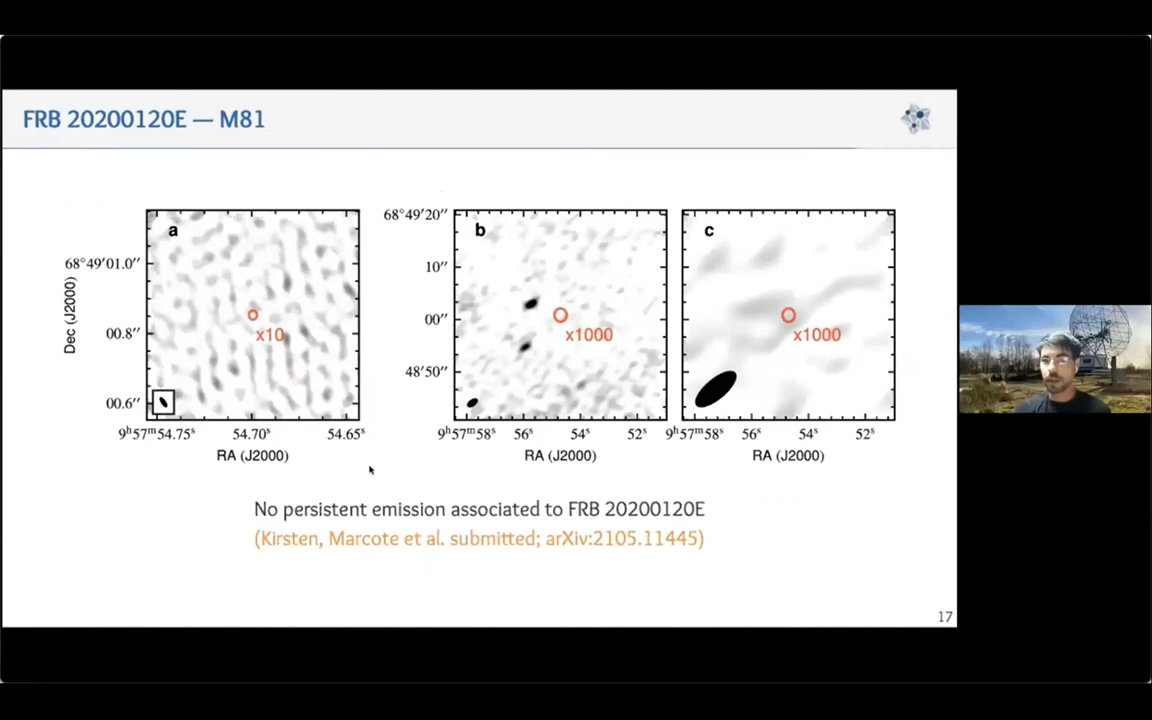 FRB 20200120E — M81
a
b
c
68°49′20″
10″
00″
48′50″
68°49′01.0″
00.8″
00.6″
Dec (J2000)
x10
x1000
x1000
9ʰ57ᵐ54.75ˢ 54.70ˢ 54.65ˢ
9ʰ57ᵐ58ˢ 56ˢ 54ˢ 52ˢ
9ʰ57ᵐ58ˢ 56ˢ 54ˢ 52ˢ
RA (J2000)
RA (J2000)
RA (J2000)
No persistent emission associated to FRB 20200120E
(Kirsten, Marcote et al. submitted; arXiv:2105.11445)
17